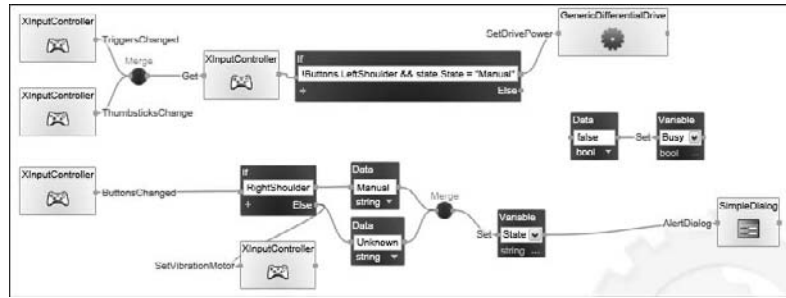 XInputController
TriggersChanged
Merge
XInputController
ThumbsticksChange
Get
XInputController
If
!Buttons.LeftShoulder && state.State = "Manual"
+
Else
SetDrivePower
GenericDifferentialDrive
Data
false
bool
Set
Variable
Busy
bool ...
XInputController
ButtonsChanged
If
RightShoulder
+
Else
Data
Manual
string
Data
Unknown
string
Merge
Set
Variable
State
string ...
AlertDialog
SimpleDialog
SetVibrationMotor
XInputController